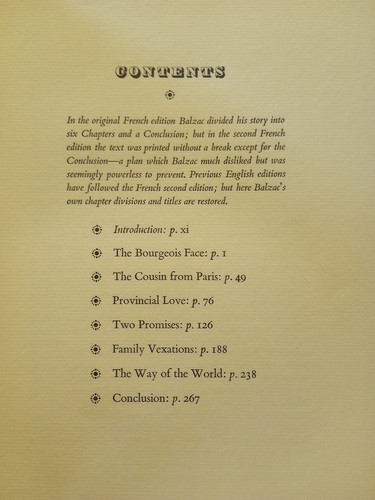 CONTENTS
In the original French edition Balzac divided his story into
six Chapters and a Conclusion; but in the second French
edition the text was printed without a break except for the
Conclusion—a plan which Balzac much disliked but was
seemingly powerless to prevent. Previous English editions
have followed the French second edition; but here Balzac's
own chapter divisions and titles are restored.
Introduction: p. xi
The Bourgeois Face: p. 1
The Cousin from Paris: p. 49
Provincial Love: p. 76
Two Promises: p. 126
Family Vexations: p. 188
The Way of the World: p. 238
Conclusion: p. 267